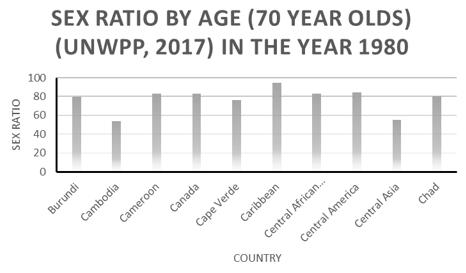 SEX RATIO BY AGE (70 YEAR OLDS)
(UNWPP, 2017) IN THE YEAR 1980
100
80
60
40
20
0
SEX RATIO
Burundi
Cambodia
Cameroon
Canada
Cape Verde
Caribbean
Central African...
Central America
Central Asia
Chad
COUNTRY